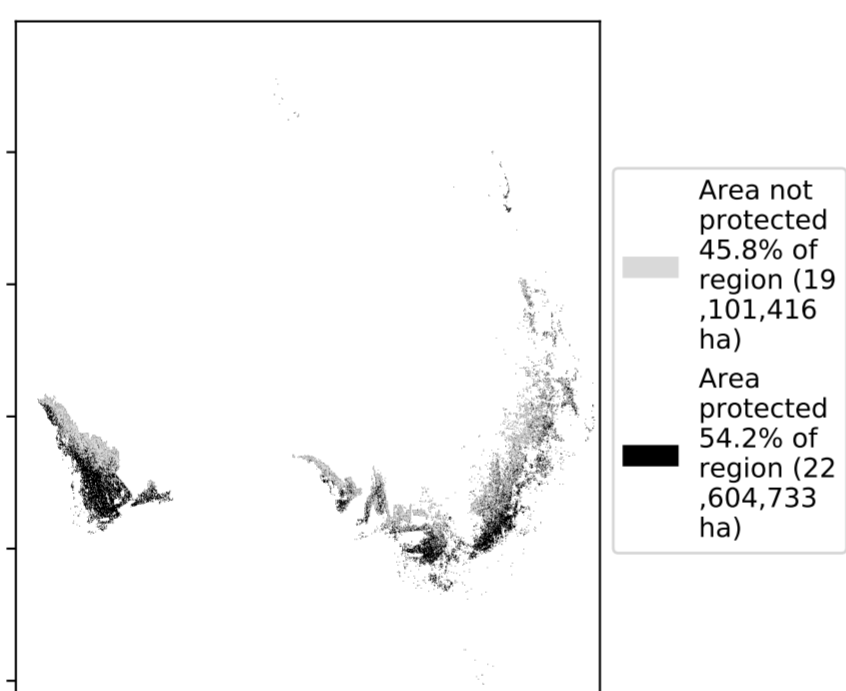 Area not
protected
45.8% of
region (19
,101,416
ha)
Area
protected
54.2% of
region (22
,604,733
ha)